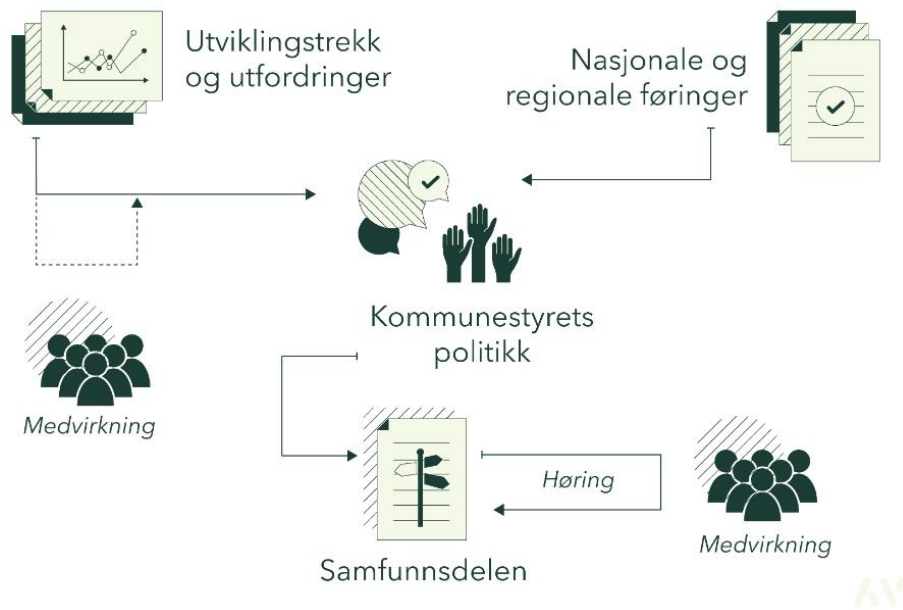 Utviklingstrekk
og utfordringer
Nasjonale og
regionale føringer
Kommunestyrets
politikk
Medvirkning
Høring
Medvirkning
Samfunnsdelen